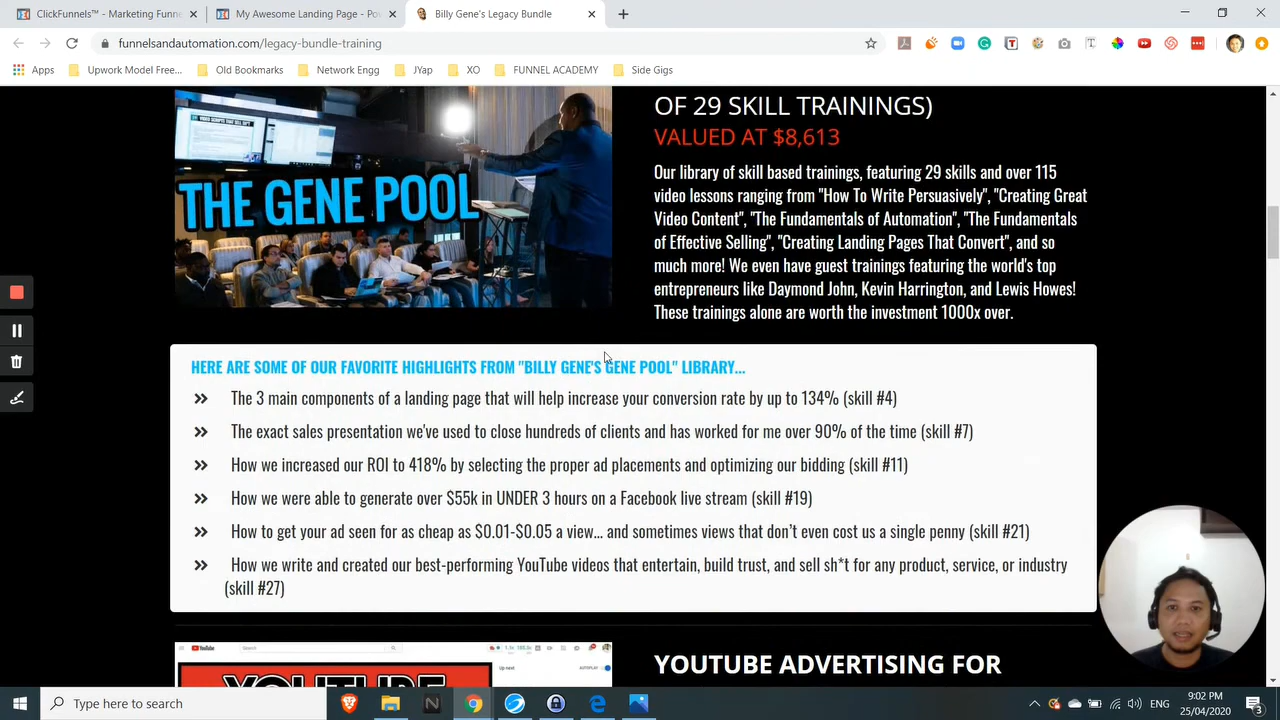 ClickFunnels™ - Marketing Funne
My Awesome Landing Page - Po
Billy Gene's Legacy Bundle
funnelsandautomation.com/legacy-bundle-training
Apps
Upwork Model Free...
Old Bookmarks
Network Engg
JYap
XO
FUNNEL ACADEMY
Side Gigs
THE GENE POOL
OF 29 SKILL TRAININGS)
VALUED AT $8,613
Our library of skill based trainings, featuring 29 skills and over 115
video lessons ranging from "How To Write Persuasively", "Creating Great
Video Content", "The Fundamentals of Automation", "The Fundamentals
of Effective Selling", "Creating Landing Pages That Convert", and so
much more! We even have guest trainings featuring the world's top
entrepreneurs like Daymond John, Kevin Harrington, and Lewis Howes!
These trainings alone are worth the investment 1000x over.
HERE ARE SOME OF OUR FAVORITE HIGHLIGHTS FROM "BILLY GENE'S GENE POOL" LIBRARY...
The 3 main components of a landing page that will help increase your conversion rate by up to 134% (skill #4)
The exact sales presentation we've used to close hundreds of clients and has worked for me over 90% of the time (skill #7)
How we increased our ROI to 418% by selecting the proper ad placements and optimizing our bidding (skill #11)
How we were able to generate over $55k in UNDER 3 hours on a Facebook live stream (skill #19)
How to get your ad seen for as cheap as $0.01-$0.05 a view... and sometimes views that don't even cost us a single penny (skill #21)
How we write and created our best-performing YouTube videos that entertain, build trust, and sell sh*t for any product, service, or industry
(skill #27)
YouTube
Search
Up next
AUTOPLAY
YOUTUBE
YOUTUBE ADVERTISING FOR
Type here to search
ENG
9:02 PM
25/04/2020
3